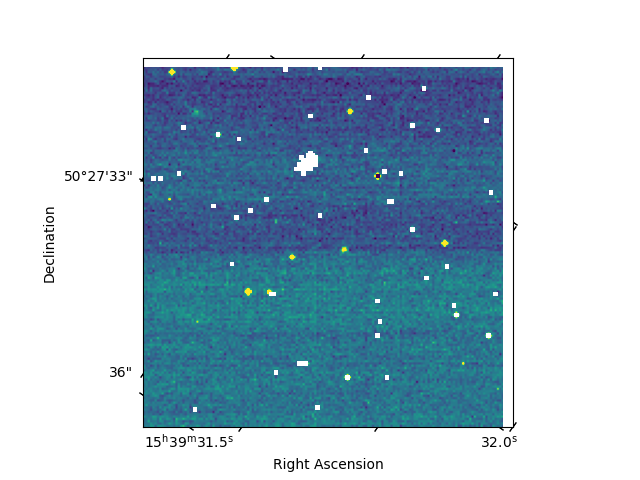 50°27'33"
Declination
36"
15ʰ39ᵐ31.5ˢ
32.0ˢ
Right Ascension